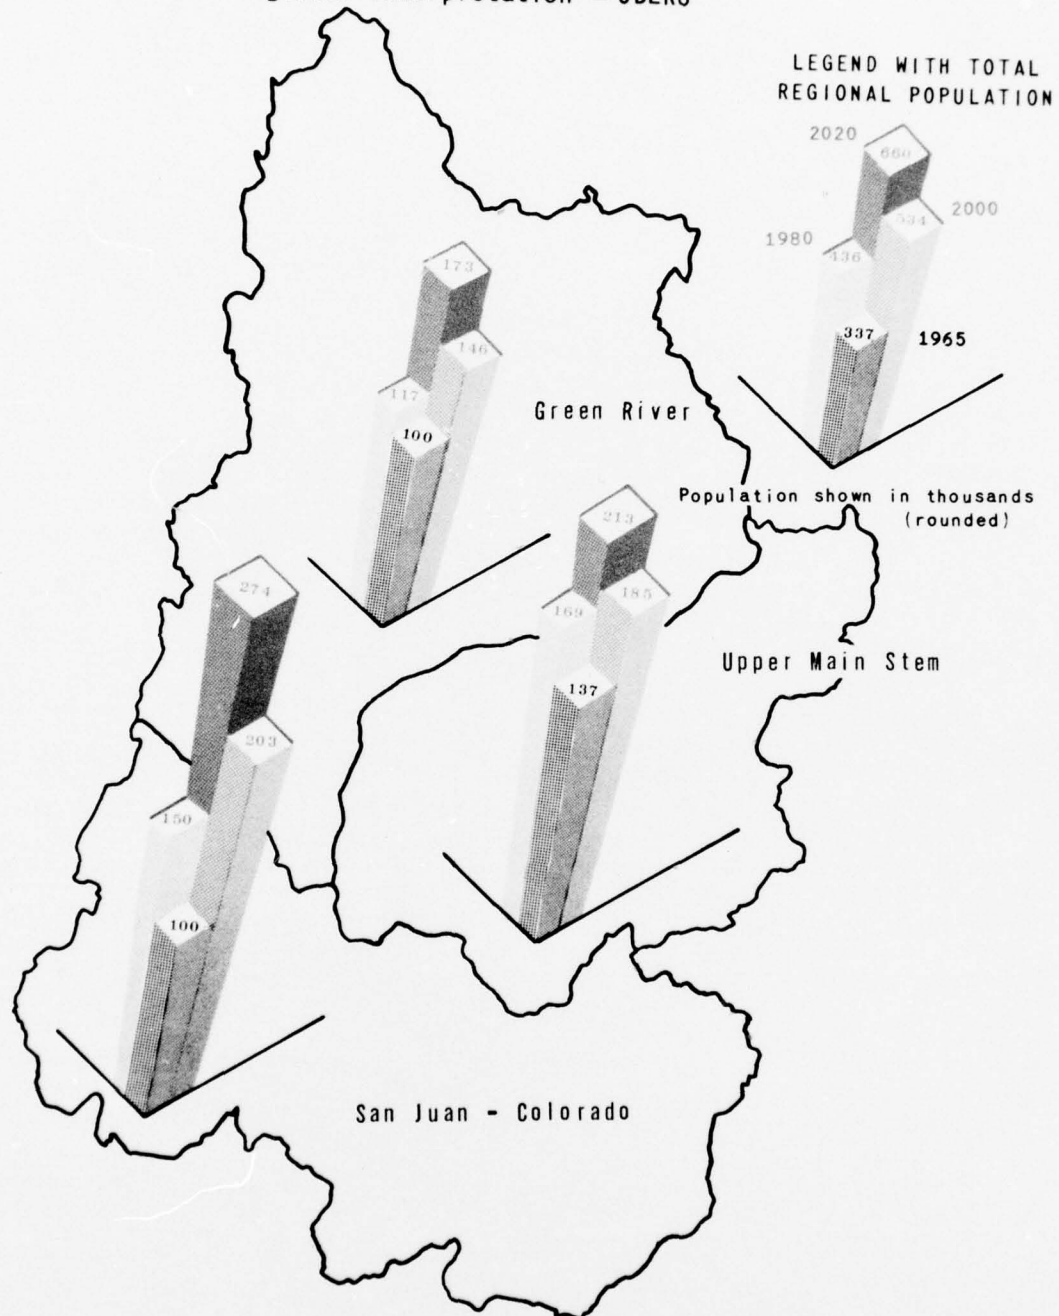 OBERS
LEGEND WITH TOTAL
REGIONAL POPULATION
2020
660
2000
534
1980
436
337
1965
173
146
117
100
Green River
Population shown in thousands
(rounded)
213
185
169
137
Upper Main Stem
274
203
150
100
San Juan - Colorado